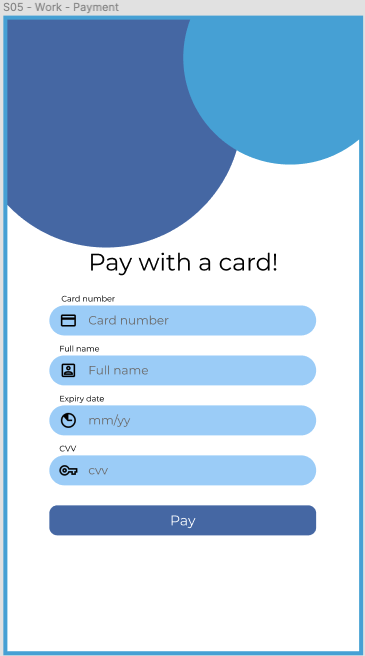 S05 - Work - Payment
Pay with a card!
Card number
Card number
Full name
Full name
Expiry date
mm/yy
CVV
cvv
Pay